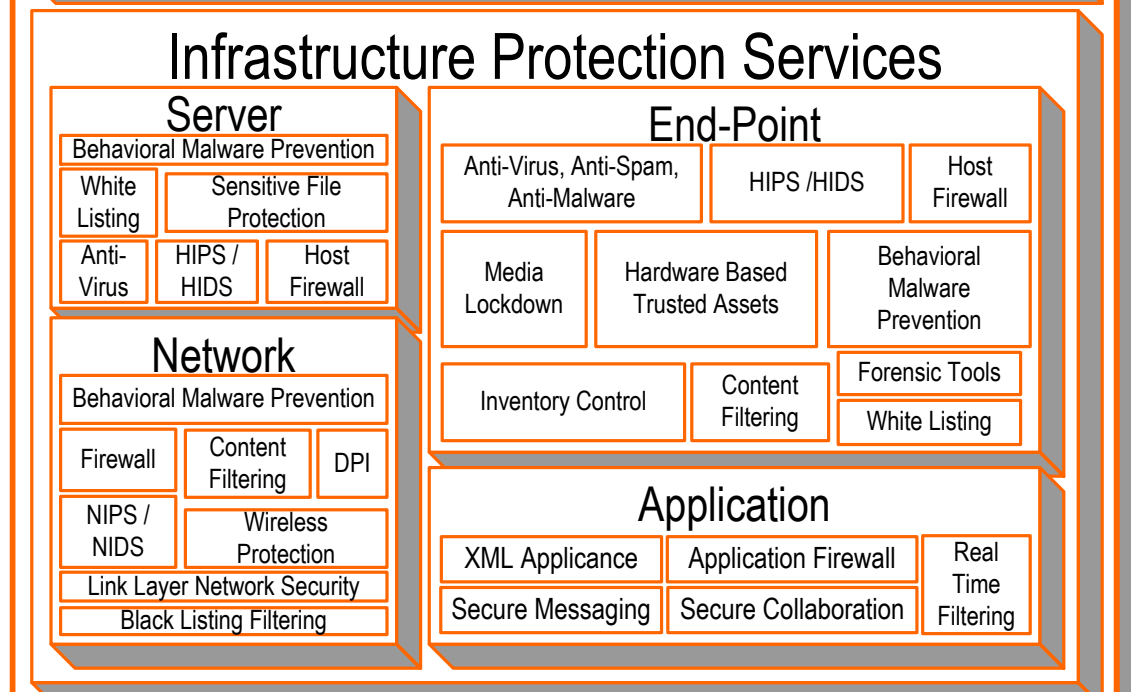 Infrastructure Protection Services
Server
Behavioral Malware Prevention
White
Listing
Sensitive File
Protection
Anti-
Virus
HIPS /
HIDS
Host
Firewall
Network
Behavioral Malware Prevention
Firewall
Content
Filtering
DPI
NIPS /
NIDS
Wireless
Protection
Link Layer Network Security
Black Listing Filtering
End-Point
Anti-Virus, Anti-Spam,
Anti-Malware
HIPS /HIDS
Host
Firewall
Media
Lockdown
Hardware Based
Trusted Assets
Behavioral
Malware
Prevention
Inventory Control
Content
Filtering
Forensic Tools
White Listing
Application
XML Applicance
Application Firewall
Secure Messaging
Secure Collaboration
Real
Time
Filtering